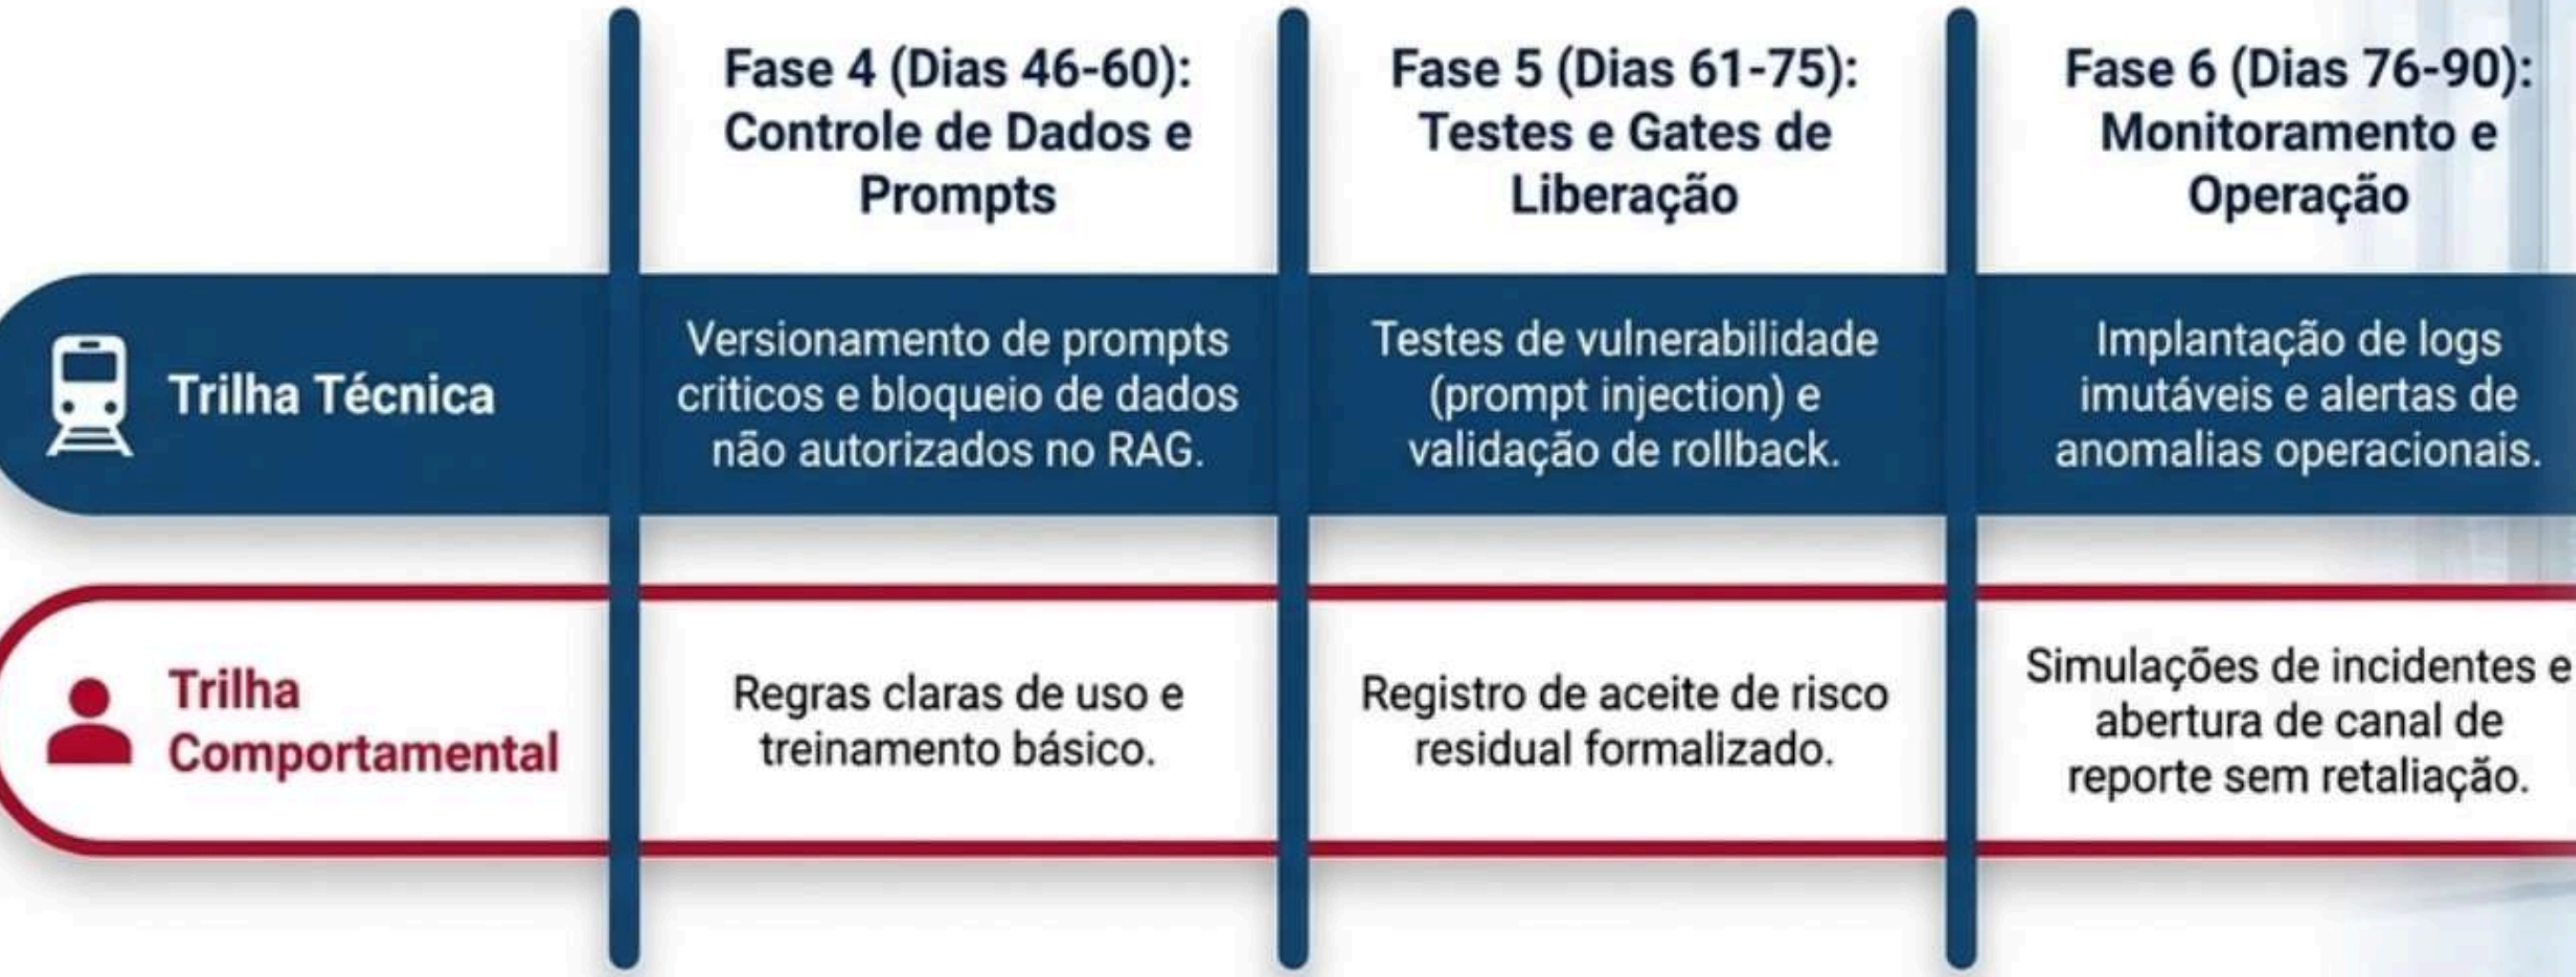 Fase 4 (Dias 46-60):
Controle de Dados e
Prompts
Fase 5 (Dias 61-75):
Testes e Gates de
Liberação
Fase 6 (Dias 76-90):
Monitoramento e
Operação
Trilha Técnica
Versionamento de prompts
criticos e bloqueio de dados
não autorizados no RAG.
Testes de vulnerabilidade
(prompt injection) e
validação de rollback.
Implantação de logs
imutáveis e alertas de
anomalias operacionais.
Trilha
Comportamental
Regras claras de uso e
treinamento básico.
Registro de aceite de risco
residual formalizado.
Simulações de incidentes e
abertura de canal de
reporte sem retaliação.